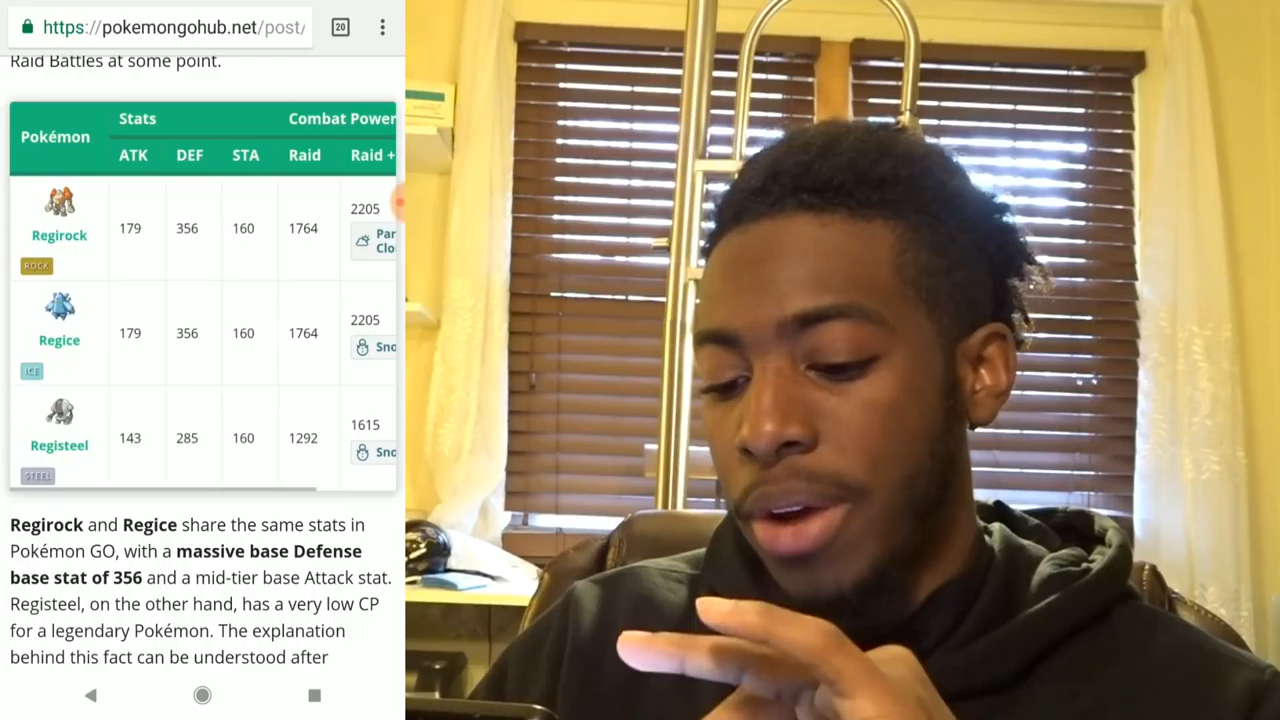 https://pokemongohub.net/post/
20
Raid Battles at some point.
Pokémon
Stats
Combat Power
ATK DEF STA Raid Raid +
Regirock
ROCK
179 356 160 1764 2205
Par
Clo
Regice
ICE
179 356 160 1764 2205
Sno
Registeel
STEEL
143 285 160 1292 1615
Sno
Regirock and Regice share the same stats in
Pokémon GO, with a massive base Defense
base stat of 356 and a mid-tier base Attack stat.
Registeel, on the other hand, has a very low CP
for a legendary Pokémon. The explanation
behind this fact can be understood after